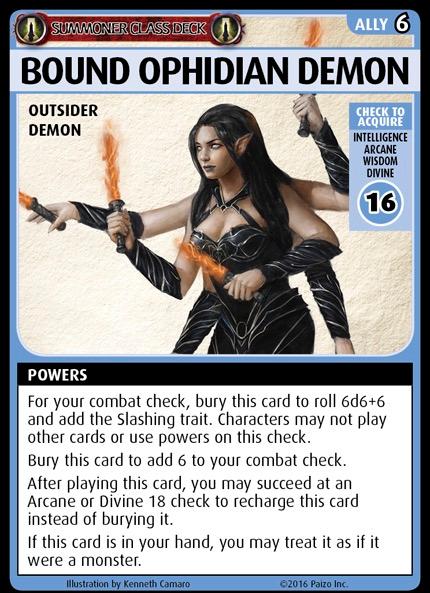 SUMMONER CLASS DECK
ALLY 6
BOUND OPHIDIAN DEMON
OUTSIDER
DEMON
CHECK TO
ACQUIRE
INTELLIGENCE
ARCANE
WISDOM
DIVINE
16
POWERS
For your combat check, bury this card to roll 6d6+6
and add the Slashing trait. Characters may not play
other cards or use powers on this check.
Bury this card to add 6 to your combat check.
After playing this card, you may succeed at an
Arcane or Divine 18 check to recharge this card
instead of burying it.
If this card is in your hand, you may treat it as if it
were a monster.
Illustration by Kenneth Camaro ©2016 Paizo Inc.